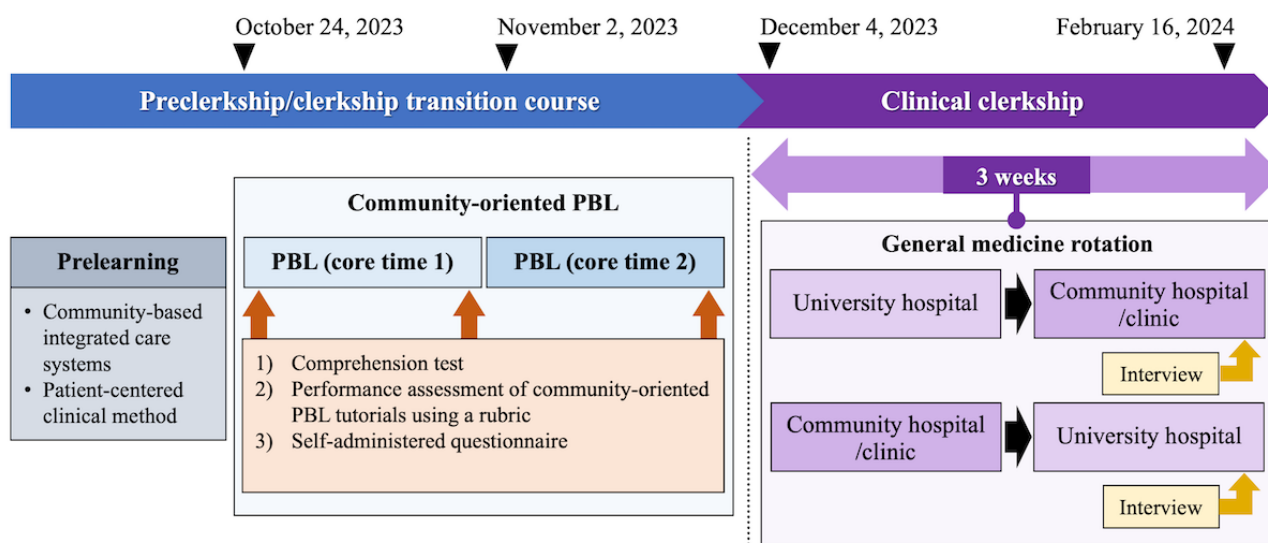 October 24, 2023
November 2, 2023
December 4, 2023
February 16, 2024
Preclerkship/clerkship transition course
Clinical clerkship
3 weeks
Community-oriented PBL
PBL (core time 1)
PBL (core time 2)
Prelearning
• Community-based
integrated care
systems
• Patient-centered
clinical method
1) Comprehension test
2) Performance assessment of community-oriented
PBL tutorials using a rubric
3) Self-administered questionnaire
General medicine rotation
University hospital
Community hospital
/clinic
Interview
Community hospital
/clinic
University hospital
Interview